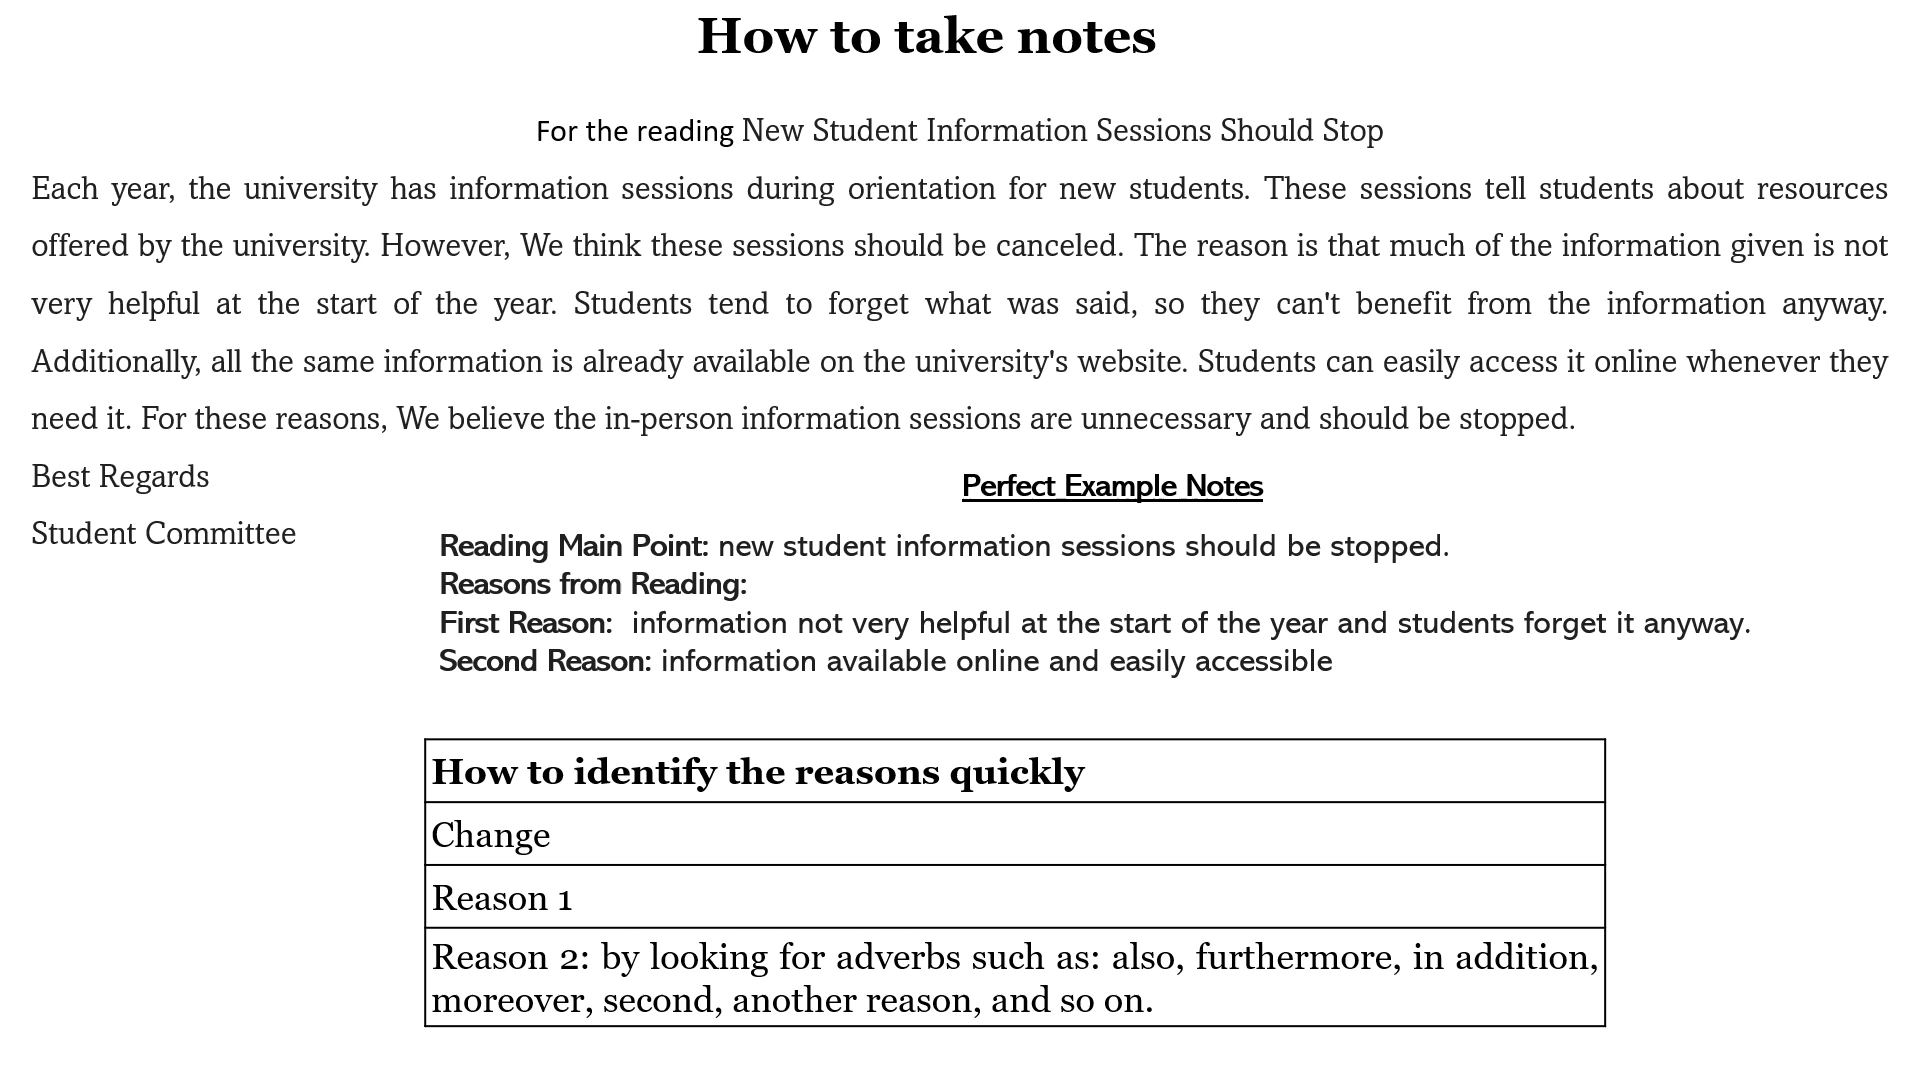 How to take notes
For the reading New Student Information Sessions Should Stop
Each year, the university has information sessions during orientation for new students. These sessions tell students about resources
offered by the university. However, We think these sessions should be canceled. The reason is that much of the information given is not
very helpful at the start of the year. Students tend to forget what was said, so they can't benefit from the information anyway.
Additionally, all the same information is already available on the university's website. Students can easily access it online whenever they
need it. For these reasons, We believe the in-person information sessions are unnecessary and should be stopped.
Best Regards
Student Committee
Perfect Example Notes
Reading Main Point: new student information sessions should be stopped.
Reasons from Reading:
First Reason: information not very helpful at the start of the year and students forget it anyway.
Second Reason: information available online and easily accessible
How to identify the reasons quickly
Change
Reason 1
Reason 2: by looking for adverbs such as: also, furthermore, in addition,
moreover, second, another reason, and so on.